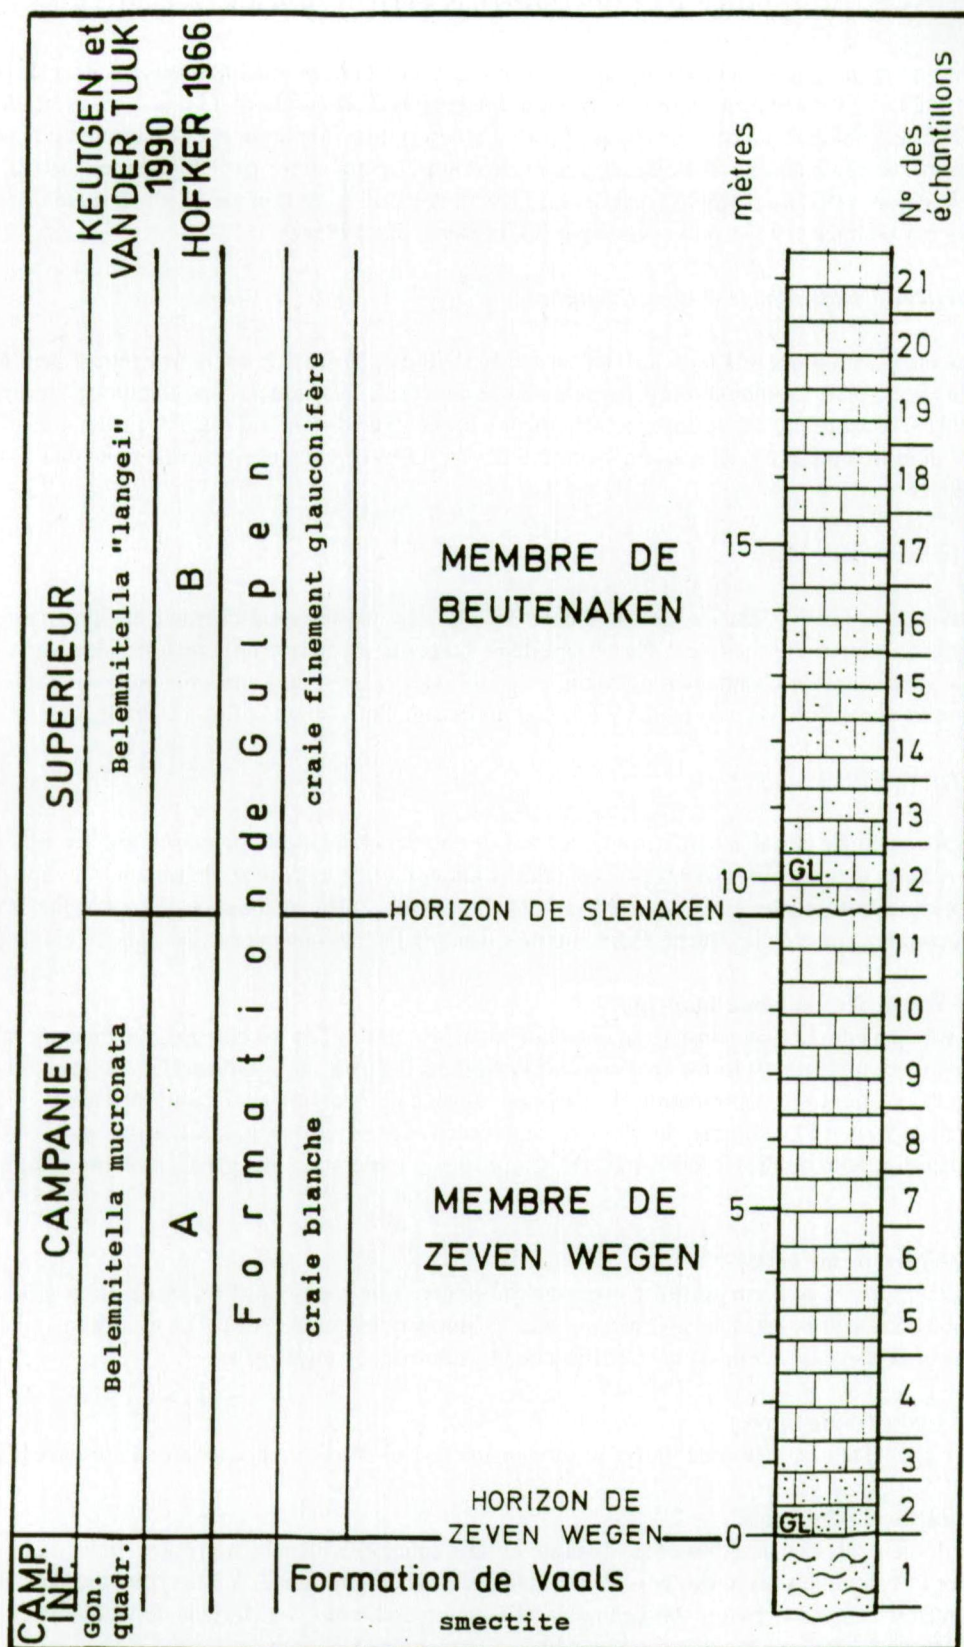 KEUTGEN et
VAN DER TUUK
1990
HOFKER 1966
mètres
N° des
échantillons
CAMPANIEN SUPERIEUR
Belemnitella "langei"
B
Formation de Gulpen
craie finement glauconifère
MEMBRE DE
BEUTENAKEN
15
21
20
19
18
17
16
15
14
13
10
GL
12
HORIZON DE SLENAKEN
Belemnitella mucronata
A
craie blanche
MEMBRE DE
ZEVEN WEGEN
5
11
10
9
8
7
6
5
4
3
HORIZON DE
ZEVEN WEGEN
0
GL
2
CAMP.
INF.
Gon.
quadr.
Formation de Vaals
smectite
1